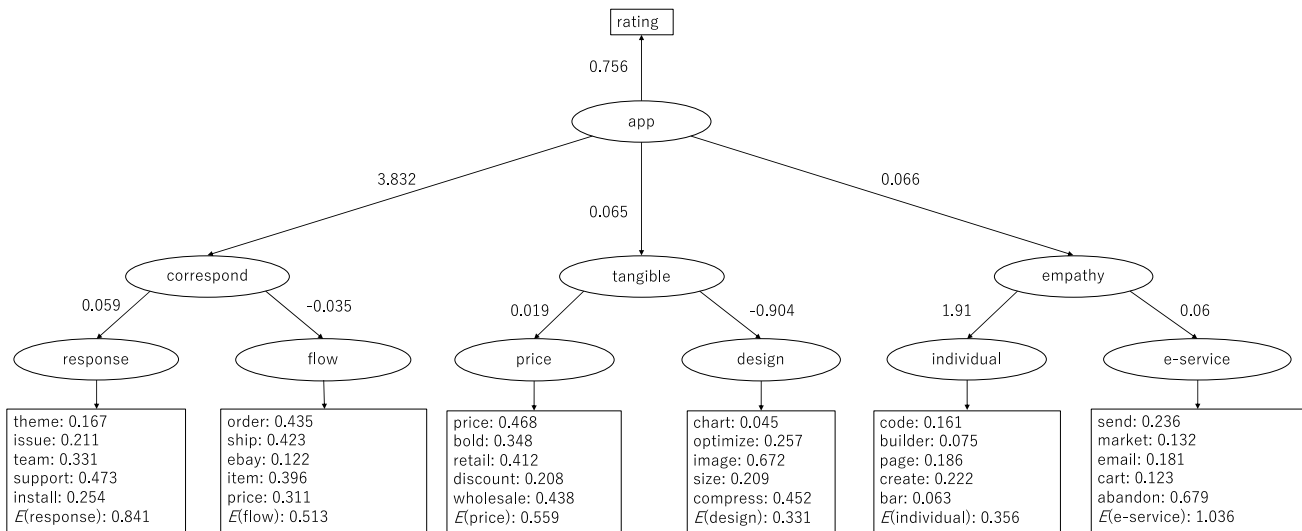 rating
0.756
app
3.832
0.065
0.066
correspond
tangible
empathy
0.059
-0.035
0.019
-0.904
1.91
0.06
response
flow
price
design
individual
e-service
theme: 0.167
issue: 0.211
team: 0.331
support: 0.473
install: 0.254
E(response): 0.841
order: 0.435
ship: 0.423
ebay: 0.122
item: 0.396
price: 0.311
E(flow): 0.513
price: 0.468
bold: 0.348
retail: 0.412
discount: 0.208
wholesale: 0.438
E(price): 0.559
chart: 0.045
optimize: 0.257
image: 0.672
size: 0.209
compress: 0.452
E(design): 0.331
code: 0.161
builder: 0.075
page: 0.186
create: 0.222
bar: 0.063
E(individual): 0.356
send: 0.236
market: 0.132
email: 0.181
cart: 0.123
abandon: 0.679
E(e-service): 1.036